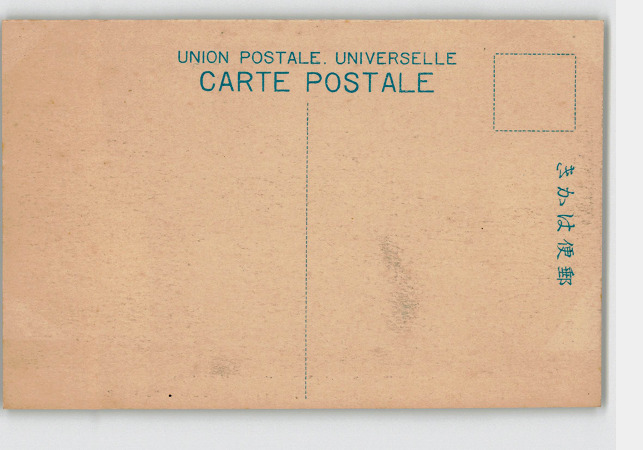 UNION POSTALE. UNIVERSELLE
CARTE POSTALE
きかは便郵